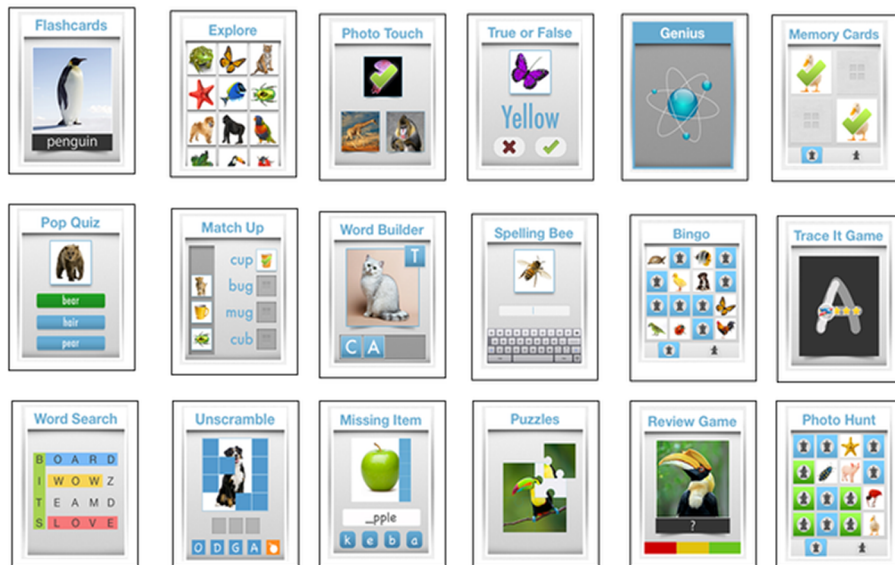 Flashcards
penguin
Explore
Photo Touch
True or False
Yellow
Genius
Memory Cards
Pop Quiz
bear
hair
pear
Match Up
cup
bug
mug
cub
Word Builder
T
C A
Spelling Bee
Bingo
Trace It Game
A
Word Search
B O A R D
I W O W Z
T E A M D
S L O V E
Unscramble
O D G A
Missing Item
_pple
k e b a
Puzzles
Review Game
?
Photo Hunt